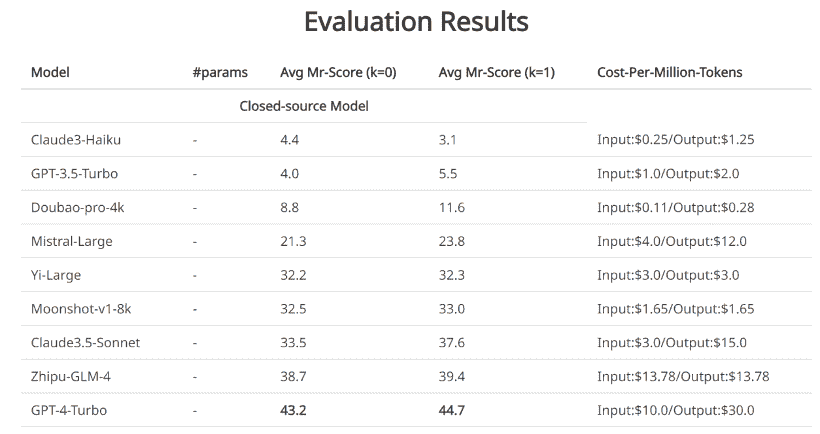 Evaluation Results
Model #params Avg Mr-Score (k=0) Avg Mr-Score (k=1) Cost-Per-Million-Tokens
Closed-source Model
Claude3-Haiku - 4.4 3.1 Input:$0.25/Output:$1.25
GPT-3.5-Turbo - 4.0 5.5 Input:$1.0/Output:$2.0
Doubao-pro-4k - 8.8 11.6 Input:$0.11/Output:$0.28
Mistral-Large - 21.3 23.8 Input:$4.0/Output:$12.0
Yi-Large - 32.2 32.3 Input:$3.0/Output:$3.0
Moonshot-v1-8k - 32.5 33.0 Input:$1.65/Output:$1.65
Claude3.5-Sonnet - 33.5 37.6 Input:$3.0/Output:$15.0
Zhipu-GLM-4 - 38.7 39.4 Input:$13.78/Output:$13.78
GPT-4-Turbo - 43.2 44.7 Input:$10.0/Output:$30.0